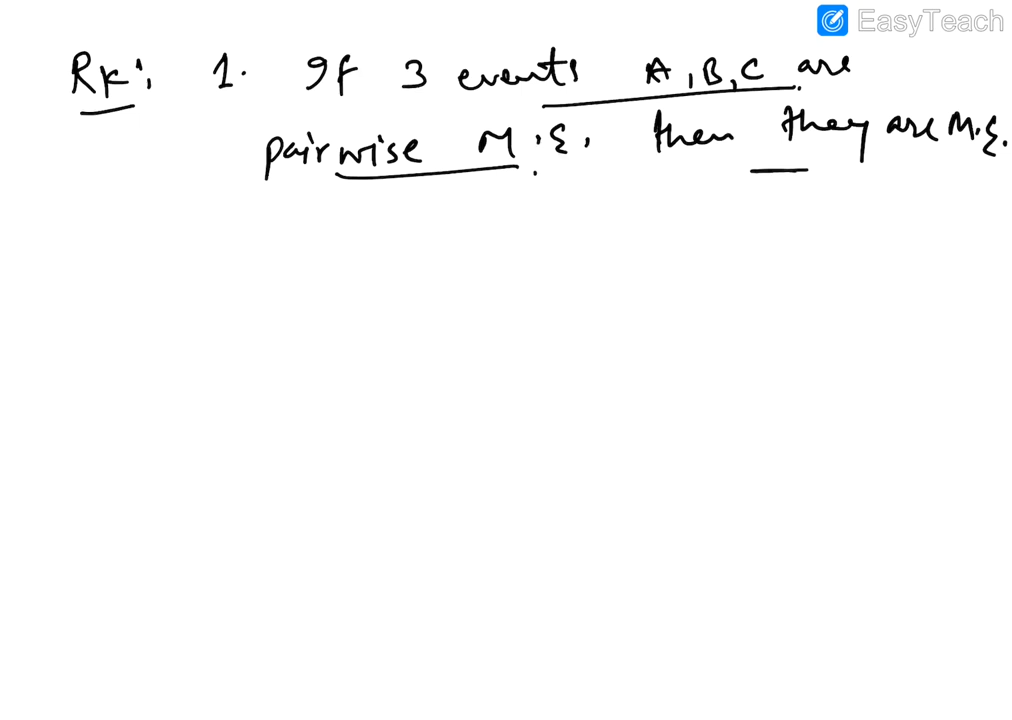 EasyTeach
Rk: 1. If 3 events A, B, C are
pairwise M.E. then they are M.E.